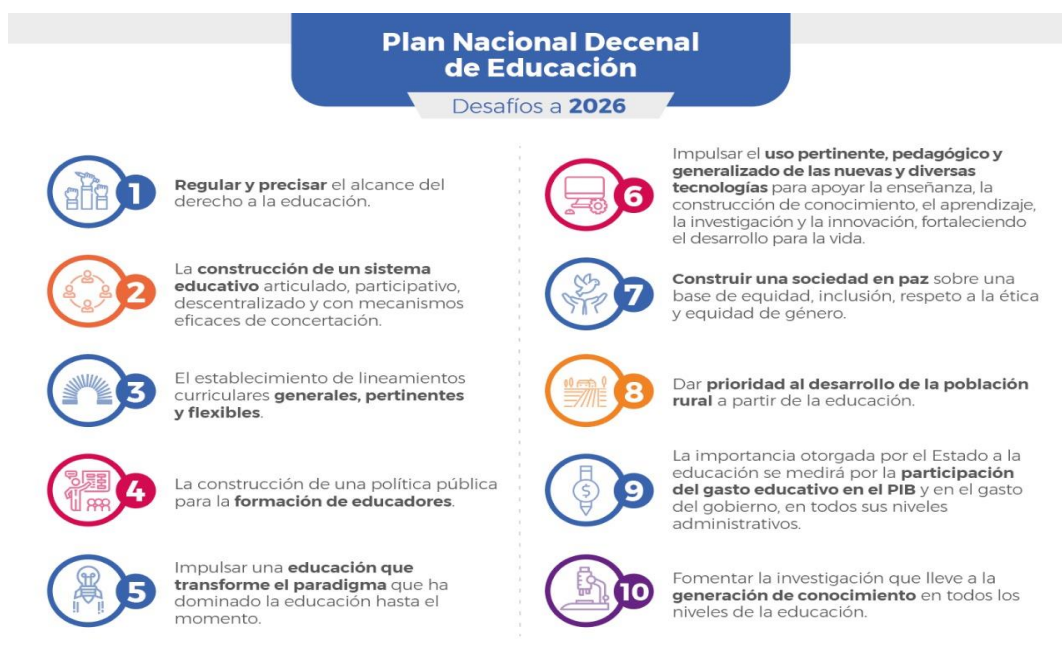 Plan Nacional Decenal
de Educación
Desafíos a 2026
1
Regular y precisar el alcance del
derecho a la educación.
2
La construcción de un sistema
educativo articulado, participativo,
descentralizado y con mecanismos
eficaces de concertación.
3
El establecimiento de lineamientos
curriculares generales, pertinentes
y flexibles.
4
La construcción de una política pública
para la formación de educadores.
5
Impulsar una educación que
transforme el paradigma que ha
dominado la educación hasta el
momento.
6
Impulsar el uso pertinente, pedagógico y
generalizado de las nuevas y diversas
tecnologías para apoyar la enseñanza, la
construcción de conocimiento, el aprendizaje,
la investigación y la innovación, fortaleciendo
el desarrollo para la vida.
7
Construir una sociedad en paz sobre una
base de equidad, inclusión, respeto a la ética
y equidad de género.
8
Dar prioridad al desarrollo de la población
rural a partir de la educación.
9
La importancia otorgada por el Estado a la
educación se medirá por la participación
del gasto educativo en el PIB y en el gasto
del gobierno, en todos sus niveles
administrativos.
10
Fomentar la investigación que lleve a la
generación de conocimiento en todos los
niveles de la educación.